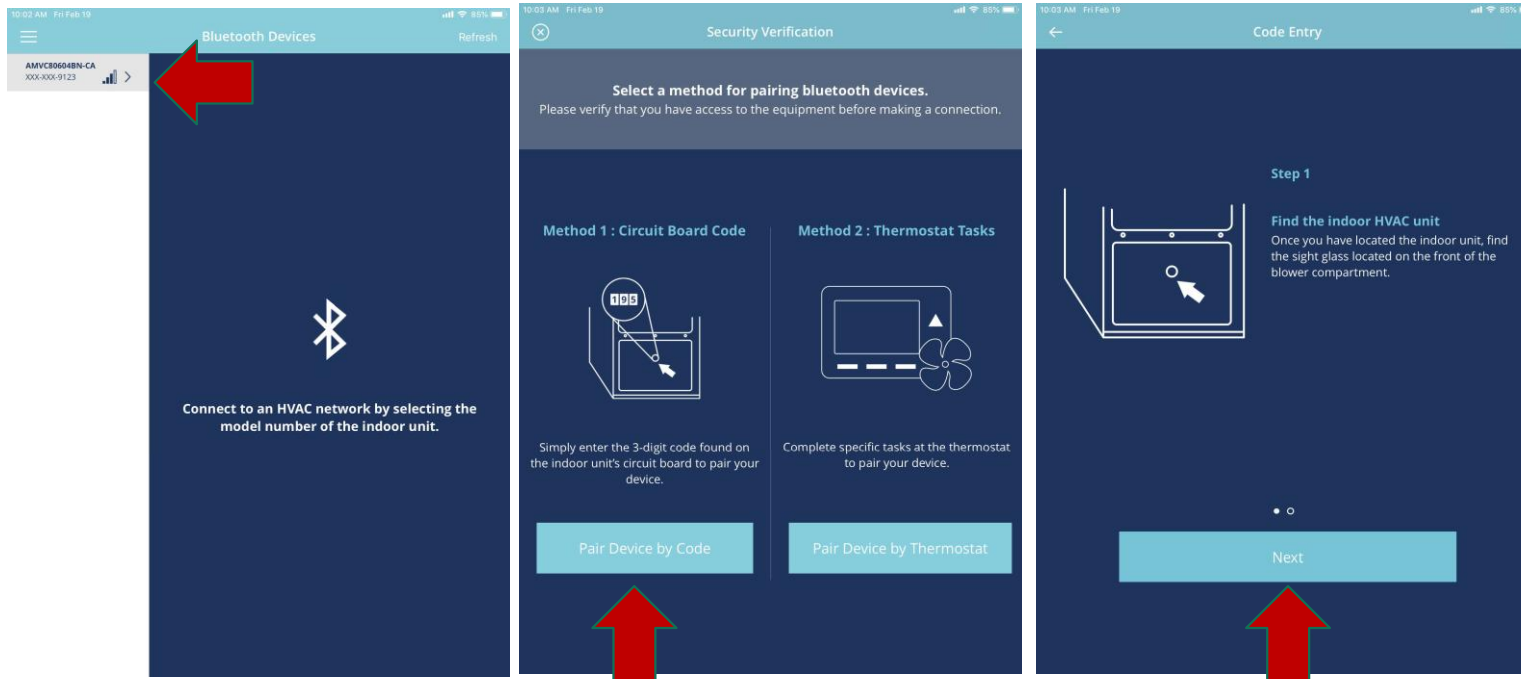 10:02 AM Fri Feb 19
85%
Bluetooth Devices
Refresh
AMVC80604BN-CA
XXX-XXX-9123
Connect to an HVAC network by selecting the
model number of the indoor unit.
10:03 AM Fri Feb 19
85%
Security Verification
Select a method for pairing bluetooth devices.
Please verify that you have access to the equipment before making a connection.
Method 1 : Circuit Board Code
195
Simply enter the 3-digit code found on
the indoor unit's circuit board to pair your
device.
Pair Device by Code
Method 2 : Thermostat Tasks
Complete specific tasks at the thermostat
to pair your device.
Pair Device by Thermostat
10:03 AM Fri Feb 19
85%
Code Entry
Step 1
Find the indoor HVAC unit
Once you have located the indoor unit, find
the sight glass located on the front of the
blower compartment.
Next